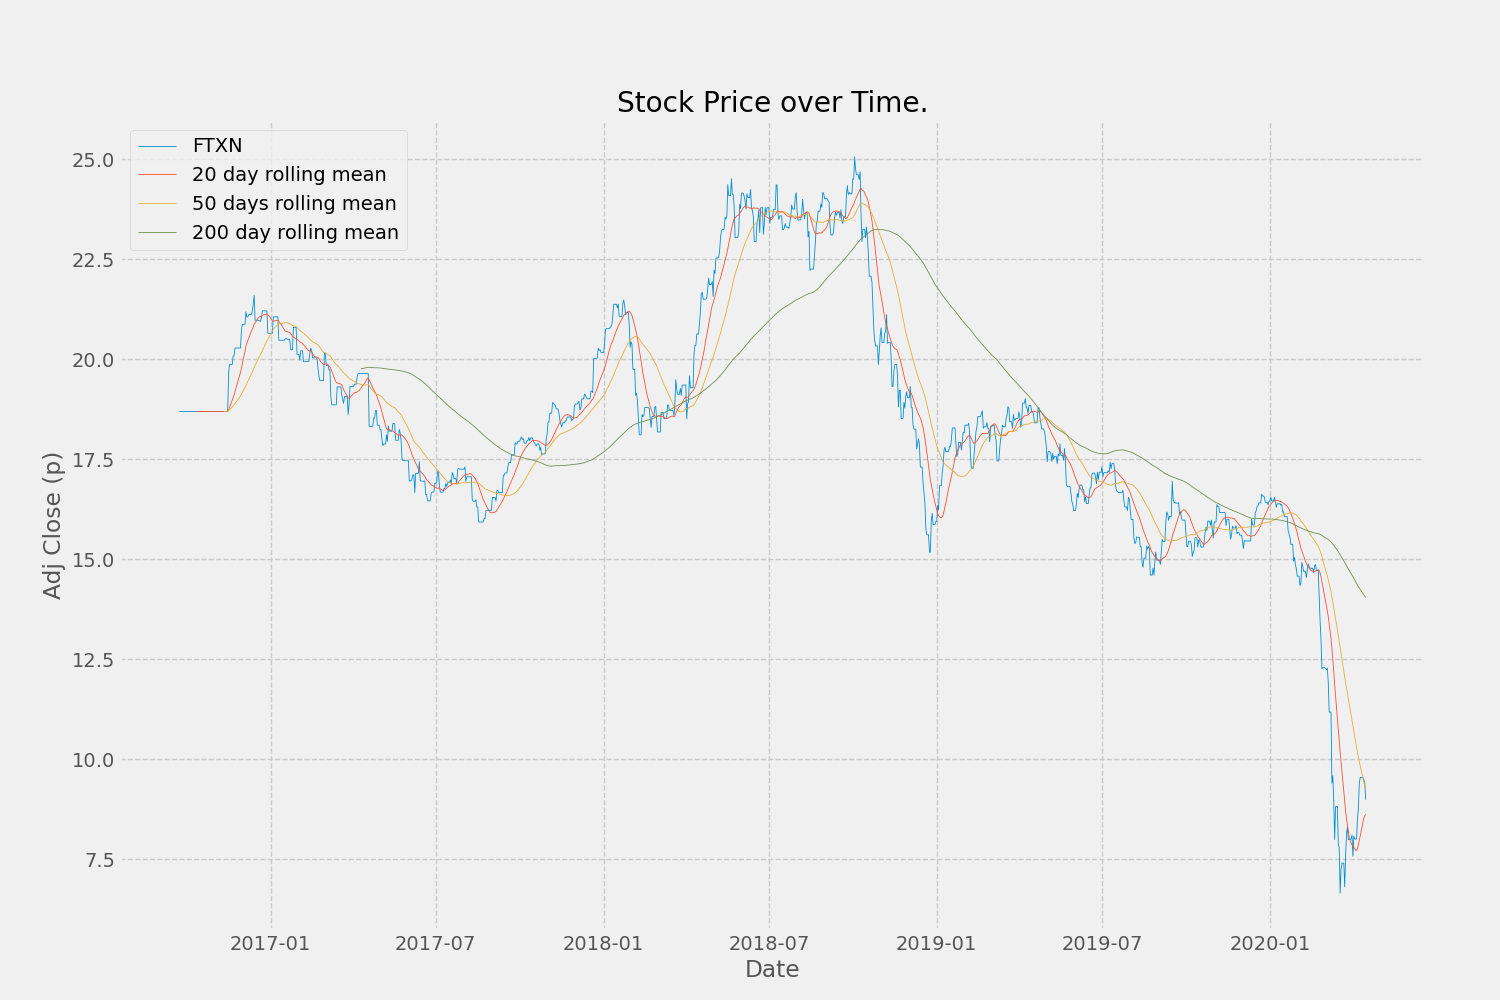 Stock Price over Time.
FTXN
20 day rolling mean
50 days rolling mean
200 day rolling mean
Adj Close (p)
25.0
22.5
20.0
17.5
15.0
12.5
10.0
7.5
2017-01 2017-07 2018-01 2018-07 2019-01 2019-07 2020-01
Date